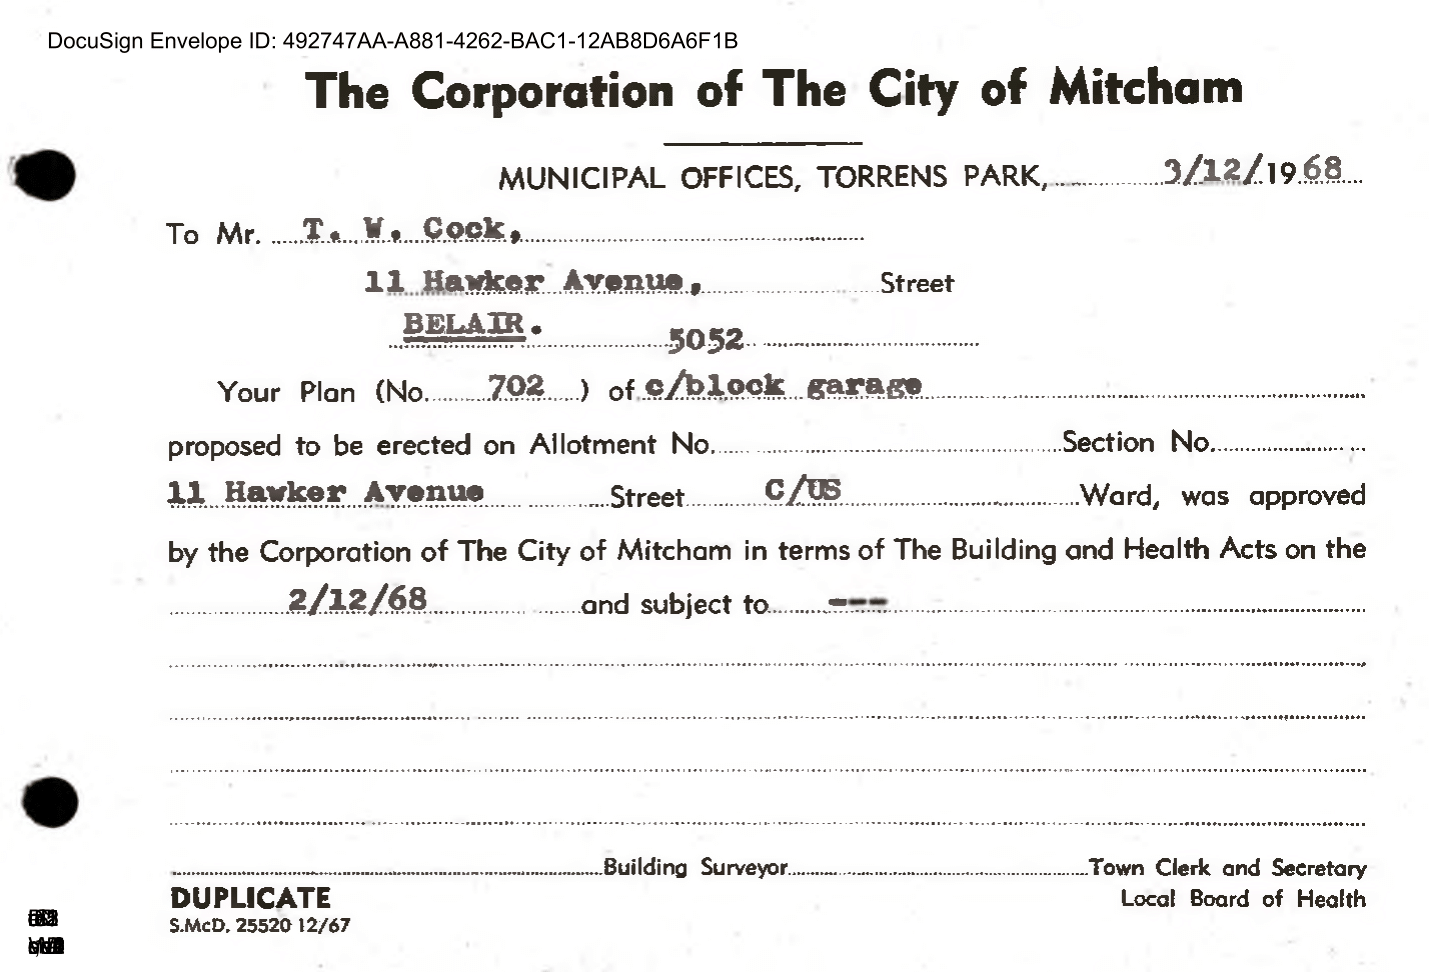 DocuSign Envelope ID: 492747AA-A881-4262-BAC1-12AB8D6A6F1B
The Corporation of The City of Mitcham
MUNICIPAL OFFICES, TORRENS PARK, 3/12/1968
To Mr. T. W. Cock,
11 Hawker Avenue, Street
BELAIR. 5052
Your Plan (No. 702 ) of c/block garage
proposed to be erected on Allotment No. Section No.
11 Hawker Avenue Street C/US Ward, was approved
by the Corporation of The City of Mitcham in terms of The Building and Health Acts on the
2/12/68 and subject to ---
Building Surveyor Town Clerk and Secretary
DUPLICATE Local Board of Health
S.McD. 25520 12/67